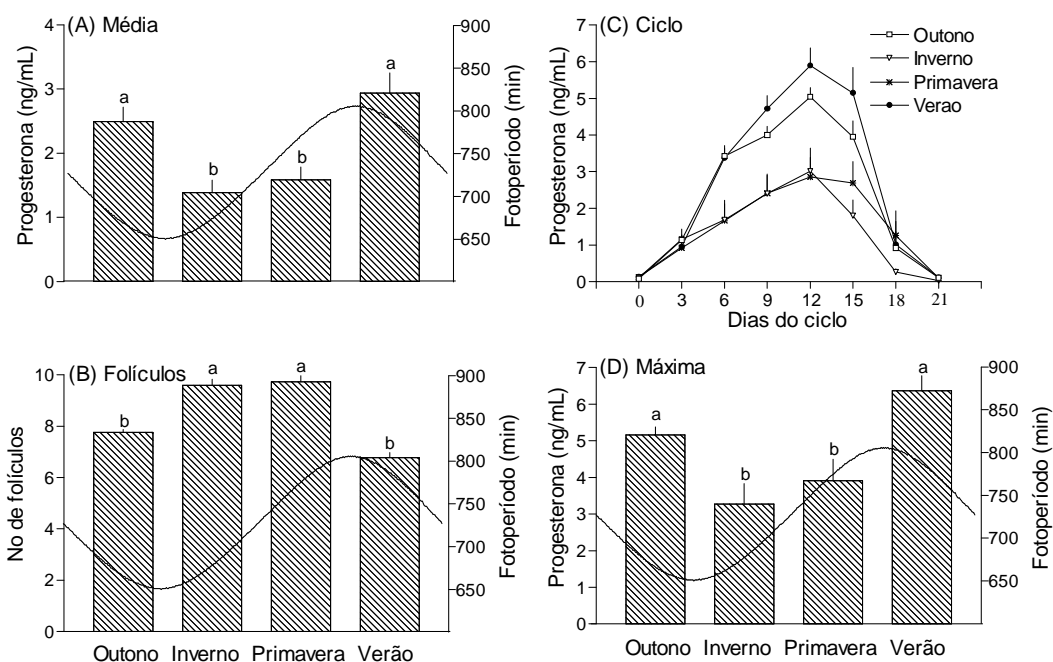 (A) Média
Progesterona (ng/mL)
4
3
2
1
0
a
b
b
a
900
850
800
750
700
650
Fotoperíodo (min)
(C) Ciclo
Progesterona (ng/mL)
7
6
5
4
3
2
1
0
Outono
Inverno
Primavera
Verao
0 3 6 9 12 15 18 21
Dias do ciclo
(B) Folículos
No de folículos
10
8
6
4
2
0
b
a
a
b
900
850
800
750
700
650
Fotoperíodo (min)
Outono Inverno Primavera Verão
(D) Máxima
Progesterona (ng/mL)
7
6
5
4
3
2
1
0
a
b
b
a
900
850
800
750
700
650
Fotoperíodo (min)
Outono Inverno Primavera Verão